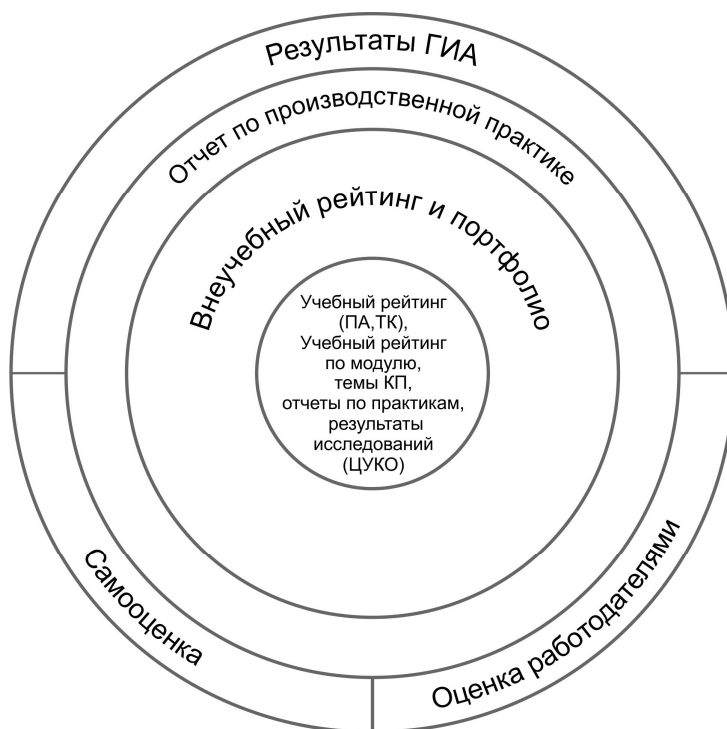 Результаты ГИА
Отчет по производственной практике
Внеучебный рейтинг и портфолио
Учебный рейтинг
(ПА,ТК),
Учебный рейтинг
по модулю,
темы КП,
отчеты по практикам,
результаты
исследований
(ЦУКО)
Самооценка
Оценка работодателями